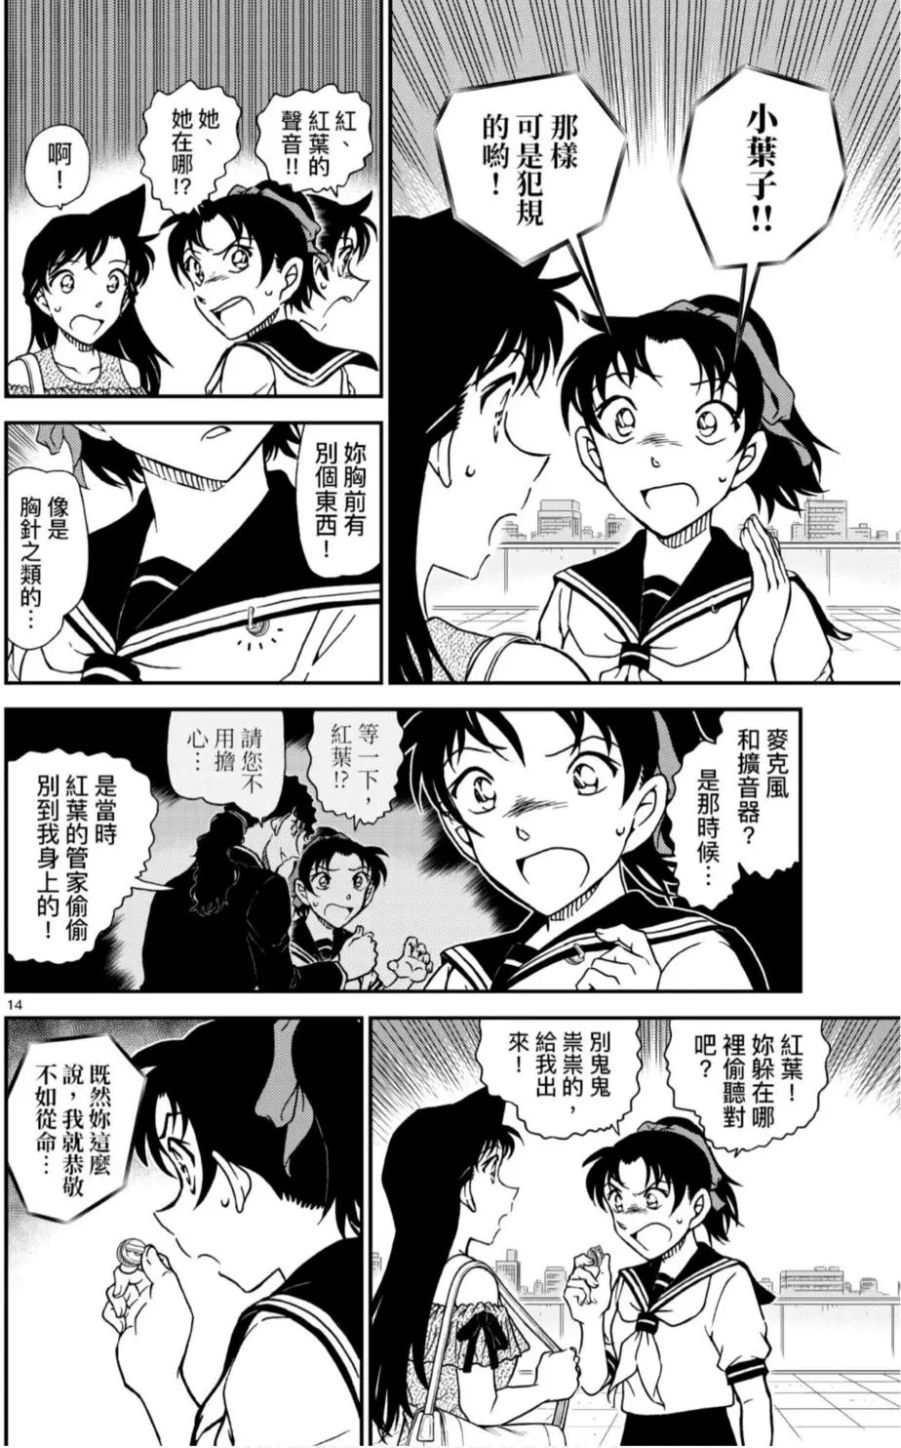 小葉子!!
那樣
可是犯規
的喲！
紅、
紅葉的
聲音!!
她、
她在哪!?
啊！
妳胸前有
別個東西！
像是
胸針之類的…
麥克風
和擴音器？
是那時候…
等一下，
紅葉!?
請您不
用擔
心…
是當時
紅葉的管家偷偷
別到我身上的！
14
紅葉！
妳躲在哪
裡偷聽對
吧？
別鬼鬼
祟祟的，
給我出
來！
既然妳這麼
說，我就恭敬
不如從命…